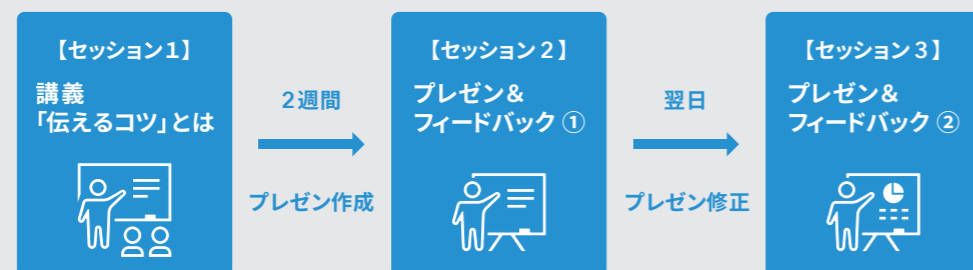 【セッション1】
講義
「伝えるコツ」とは
2週間
プレゼン作成
【セッション2】
プレゼン&
フィードバック ①
翌日
プレゼン修正
【セッション3】
プレゼン&
フィードバック ②